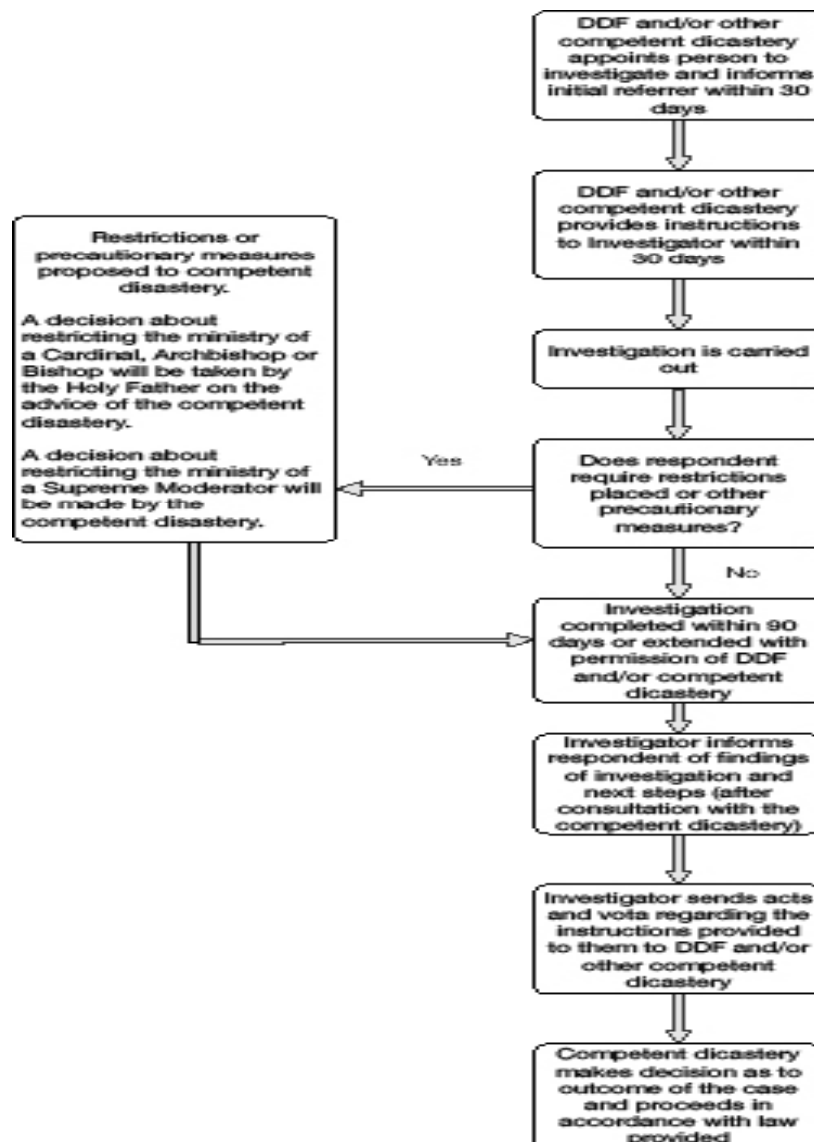 DDF and/or other
competent dicastery
appoints person to
investigate and informs
initial referrer within 30
days
DDF and/or other
competent dicastery
provides instructions
to Investigator within
30 days
Investigation is carried
out
Does respondent
require restrictions
placed or other
precautionary
measures?
Yes
Restrictions or
precautionary measures
proposed to competent
disastery.
A decision about
restricting the ministry of
a Cardinal, Archbishop or
Bishop will be taken by
the Holy Father on the
advice of the competent
disastery.
A decision about
restricting the ministry of
a Supreme Moderator will
be made by the
competent disastery.
No
Investigation
completed within 90
days or extended with
permission of DDF
and/or competent
dicastery
Investigator informs
respondent of findings
of investigation and
next steps (after
consultation with the
competent dicastery)
Investigator sends acts
and vota regarding the
instructions provided
to them to DDF and/or
other competent
dicastery
Competent dicastery
makes decision as to
outcome of the case
and proceeds in
accordance with law
provided